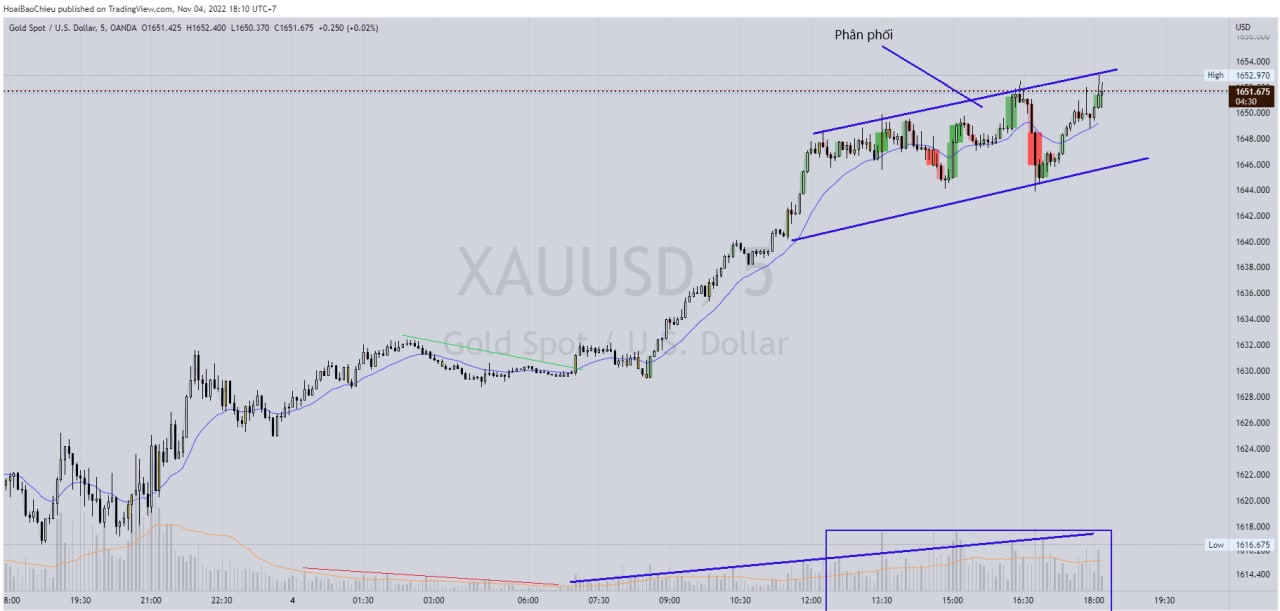 HoaiBaoChieu published on TradingView.com, Nov 04, 2022 18:10 UTC+7
Gold Spot / U.S. Dollar, 5, OANDA O1651.425 H1652.400 L1650.370 C1651.675 +0.250 (+0.02%)
USD
Phân phối
1654.000
High 1652.970
1651.675
04:30
1650.000
1648.000
1646.000
1644.000
1642.000
1640.000
1638.000
1636.000
1634.000
1632.000
1630.000
1628.000
1626.000
1624.000
1622.000
1620.000
1618.000
Low 1616.675
1614.400
XAUUSD, 5
Gold Spot / U.S. Dollar
8:00 19:30 21:00 22:30 4 01:30 03:00 06:00 07:30 09:00 10:30 12:00 13:30 15:00 16:30 18:00 19:30